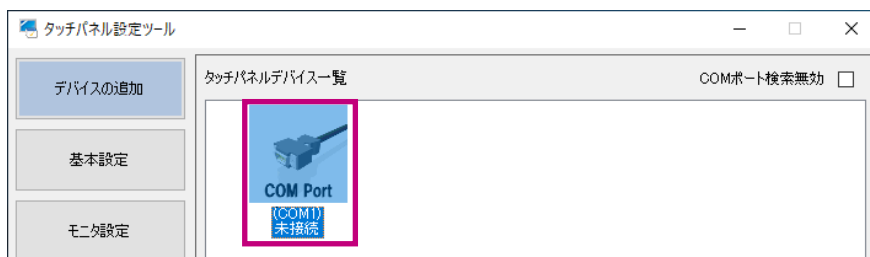 タッチパネル設定ツール
デバイスの追加
タッチパネルデバイス一覧
COMポート検索無効
基本設定
COM Port
(COM1)
未接続
モニタ設定